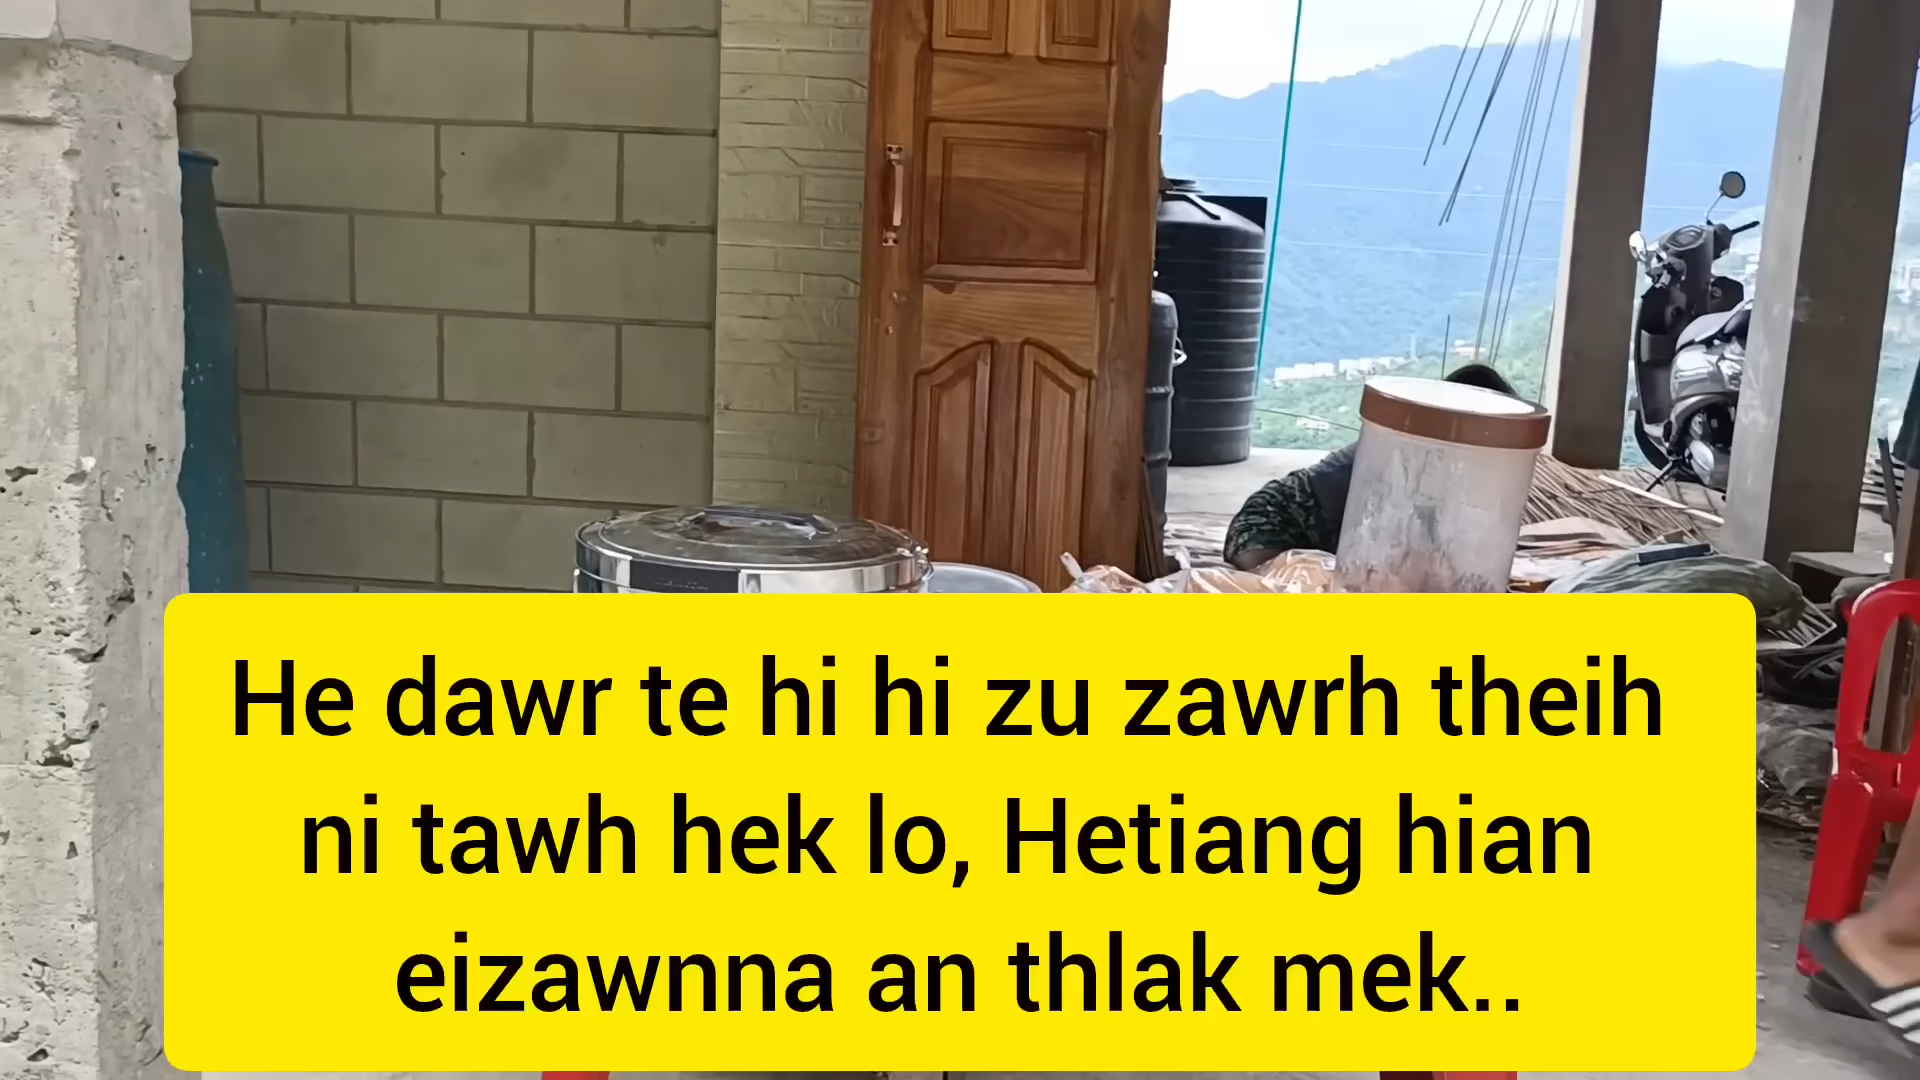 He dawr te hi hi zu zawrh theih
ni tawh hek lo, Hetiang hian
eizawnna an thlak mek..